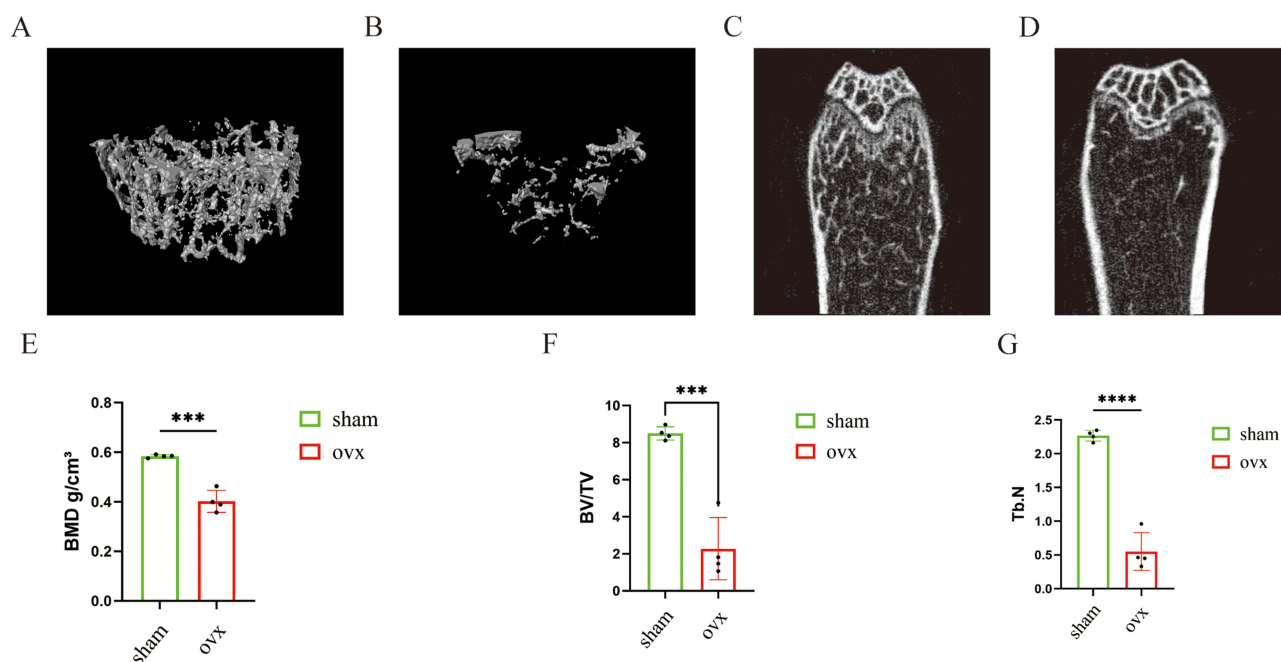 A
B
C
D
E
BMD g/cm³
0.8
0.6
0.4
0.2
0.0
***
sham
ovx
sham
ovx
F
BV/TV
10
8
6
4
2
0
***
sham
ovx
sham
ovx
G
Tb.N
2.5
2.0
1.5
1.0
0.5
0.0
****
sham
ovx
sham
ovx